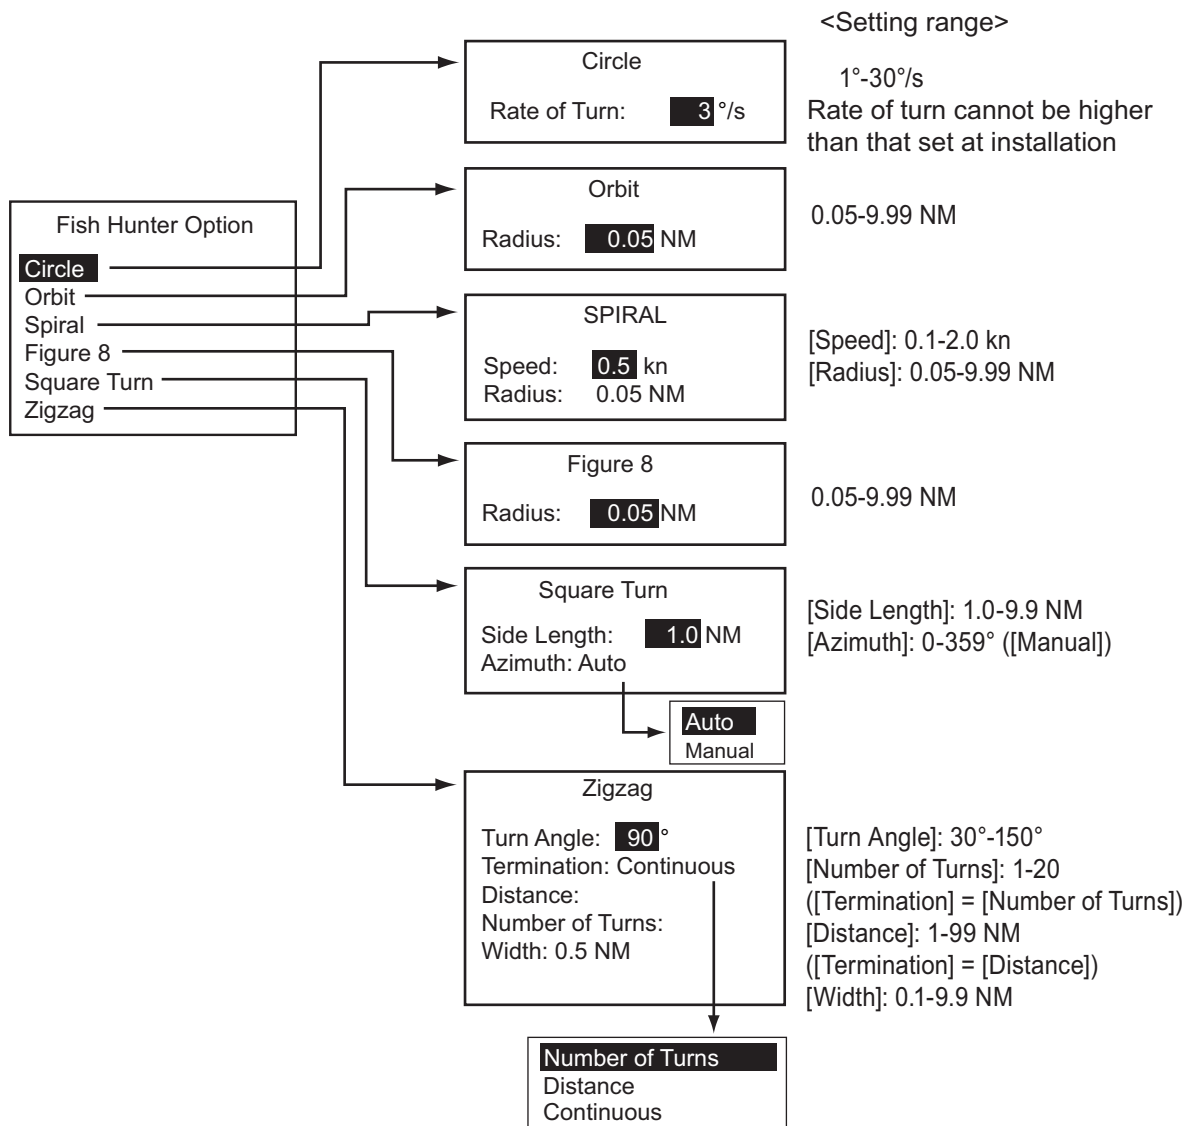 <Setting range>
Circle
Rate of Turn: 3 °/s
1°-30°/s
Rate of turn cannot be higher
than that set at installation
Fish Hunter Option
Circle
Orbit
Spiral
Figure 8
Square Turn
Zigzag
Orbit
Radius: 0.05 NM
0.05-9.99 NM
SPIRAL
Speed: 0.5 kn
Radius: 0.05 NM
[Speed]: 0.1-2.0 kn
[Radius]: 0.05-9.99 NM
Figure 8
Radius: 0.05 NM
0.05-9.99 NM
Square Turn
Side Length: 1.0 NM
Azimuth: Auto
[Side Length]: 1.0-9.9 NM
[Azimuth]: 0-359° ([Manual])
Auto
Manual
Zigzag
Turn Angle: 90 °
Termination: Continuous
Distance:
Number of Turns:
Width: 0.5 NM
[Turn Angle]: 30°-150°
[Number of Turns]: 1-20
([Termination] = [Number of Turns])
[Distance]: 1-99 NM
([Termination] = [Distance])
[Width]: 0.1-9.9 NM
Number of Turns
Distance
Continuous